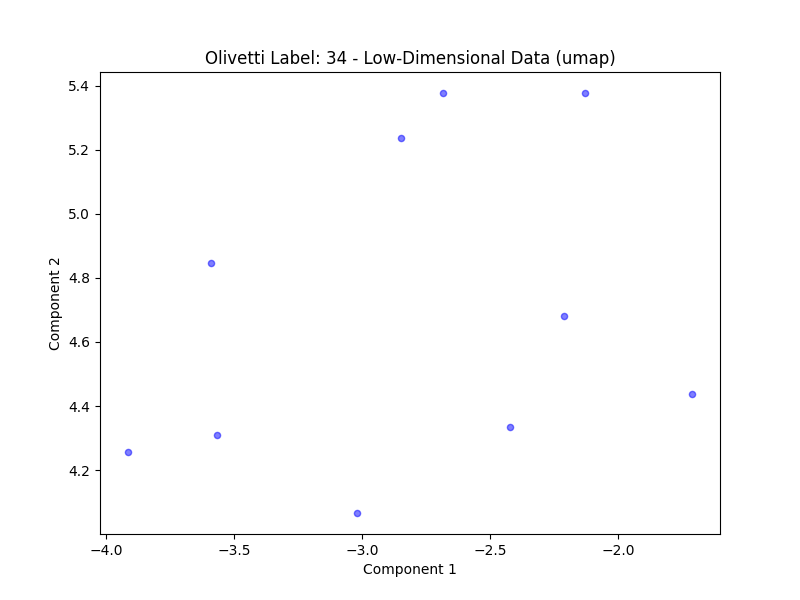 Olivetti Label: 34 - Low-Dimensional Data (umap)
5.4
5.2
5.0
4.8
4.6
4.4
4.2
Component 2
−4.0 −3.5 −3.0 −2.5 −2.0
Component 1